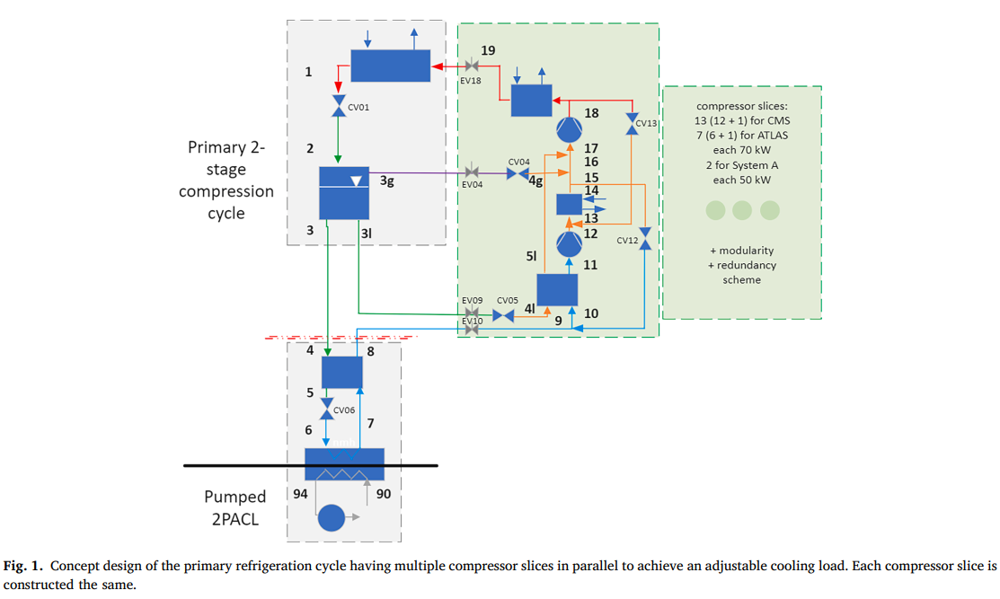 19
1
EV18
CV01
18
CV13
2
17
CV04
16
Primary 2-
stage
compression
cycle
3g
EV04
4g
15
14
13
3
3l
12
CV12
5l
11
EV09
CV05
4l
10
EV10
9
compressor slices:
13 (12 + 1) for CMS
7 (6 + 1) for ATLAS
each 70 kW
2 for System A
each 50 kW
+ modularity
+ redundancy
scheme
4
8
5
CV06
6
7
Pumped
2PACL
94
90
Fig. 1. Concept design of the primary refrigeration cycle having multiple compressor slices in parallel to achieve an adjustable cooling load. Each compressor slice is
constructed the same.